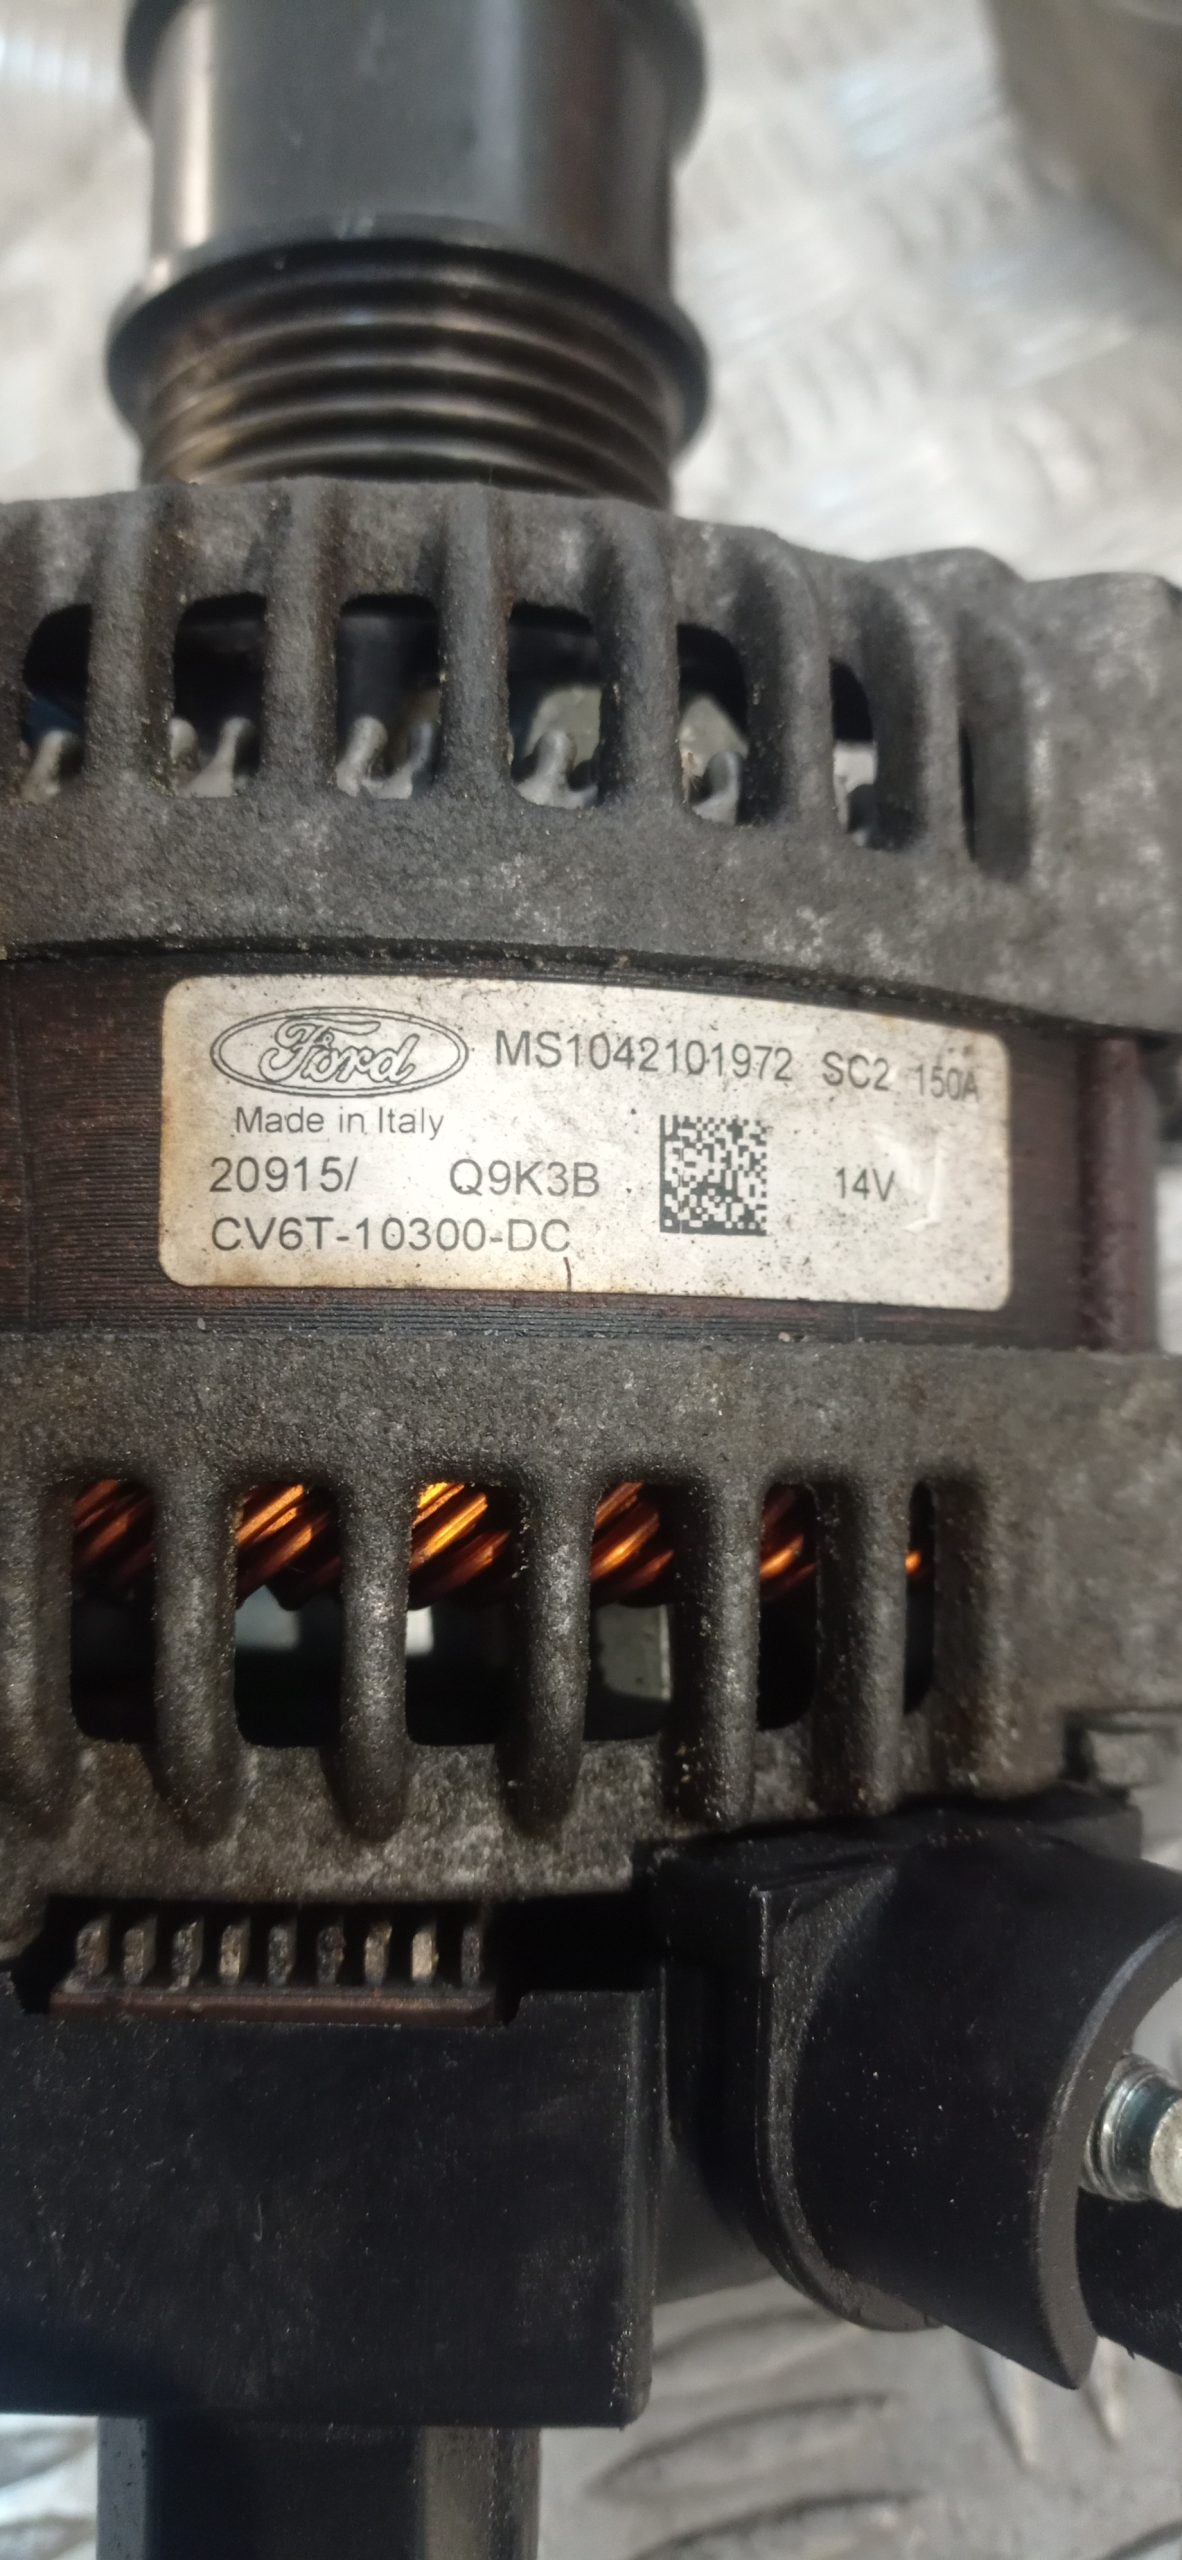 Ford MS1042101972 SC2 150A
Made in Italy
20915/ Q9K3B 14V
CV6T-10300-DC